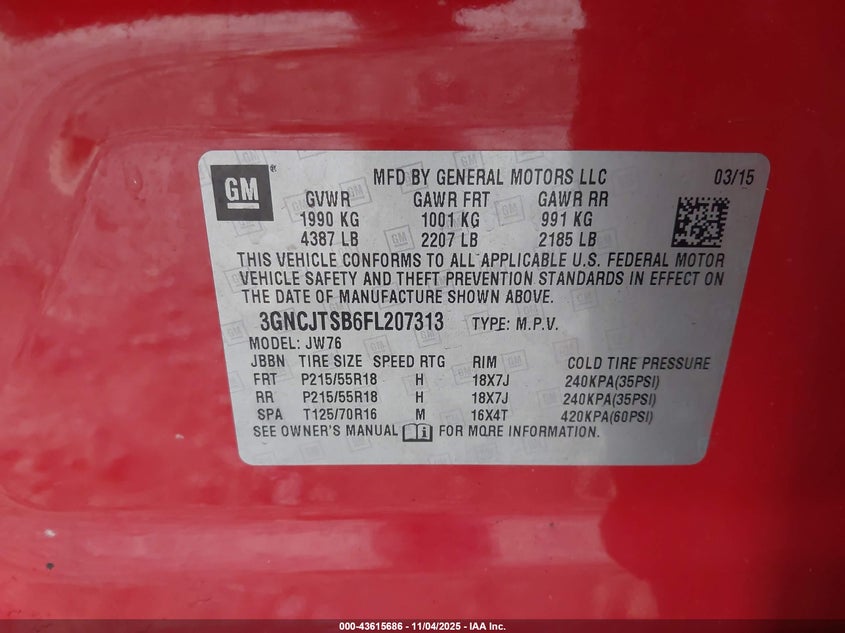 GM
MFD BY GENERAL MOTORS LLC 03/15
GVWR GAWR FRT GAWR RR
1990 KG 1001 KG 991 KG
4387 LB 2207 LB 2185 LB
THIS VEHICLE CONFORMS TO ALL APPLICABLE U.S. FEDERAL MOTOR
VEHICLE SAFETY AND THEFT PREVENTION STANDARDS IN EFFECT ON
THE DATE OF MANUFACTURE SHOWN ABOVE.
3GNCJTSB6FL207313 TYPE: M.P.V.
MODEL: JW76
JBBN TIRE SIZE SPEED RTG RIM COLD TIRE PRESSURE
FRT P215/55R18 H 18X7J 240KPA(35PSI)
RR P215/55R18 H 18X7J 240KPA(35PSI)
SPA T125/70R16 M 16X4T 420KPA(60PSI)
SEE OWNER'S MANUAL FOR MORE INFORMATION.
000-43615686 - 11/04/2025 - IAA Inc.